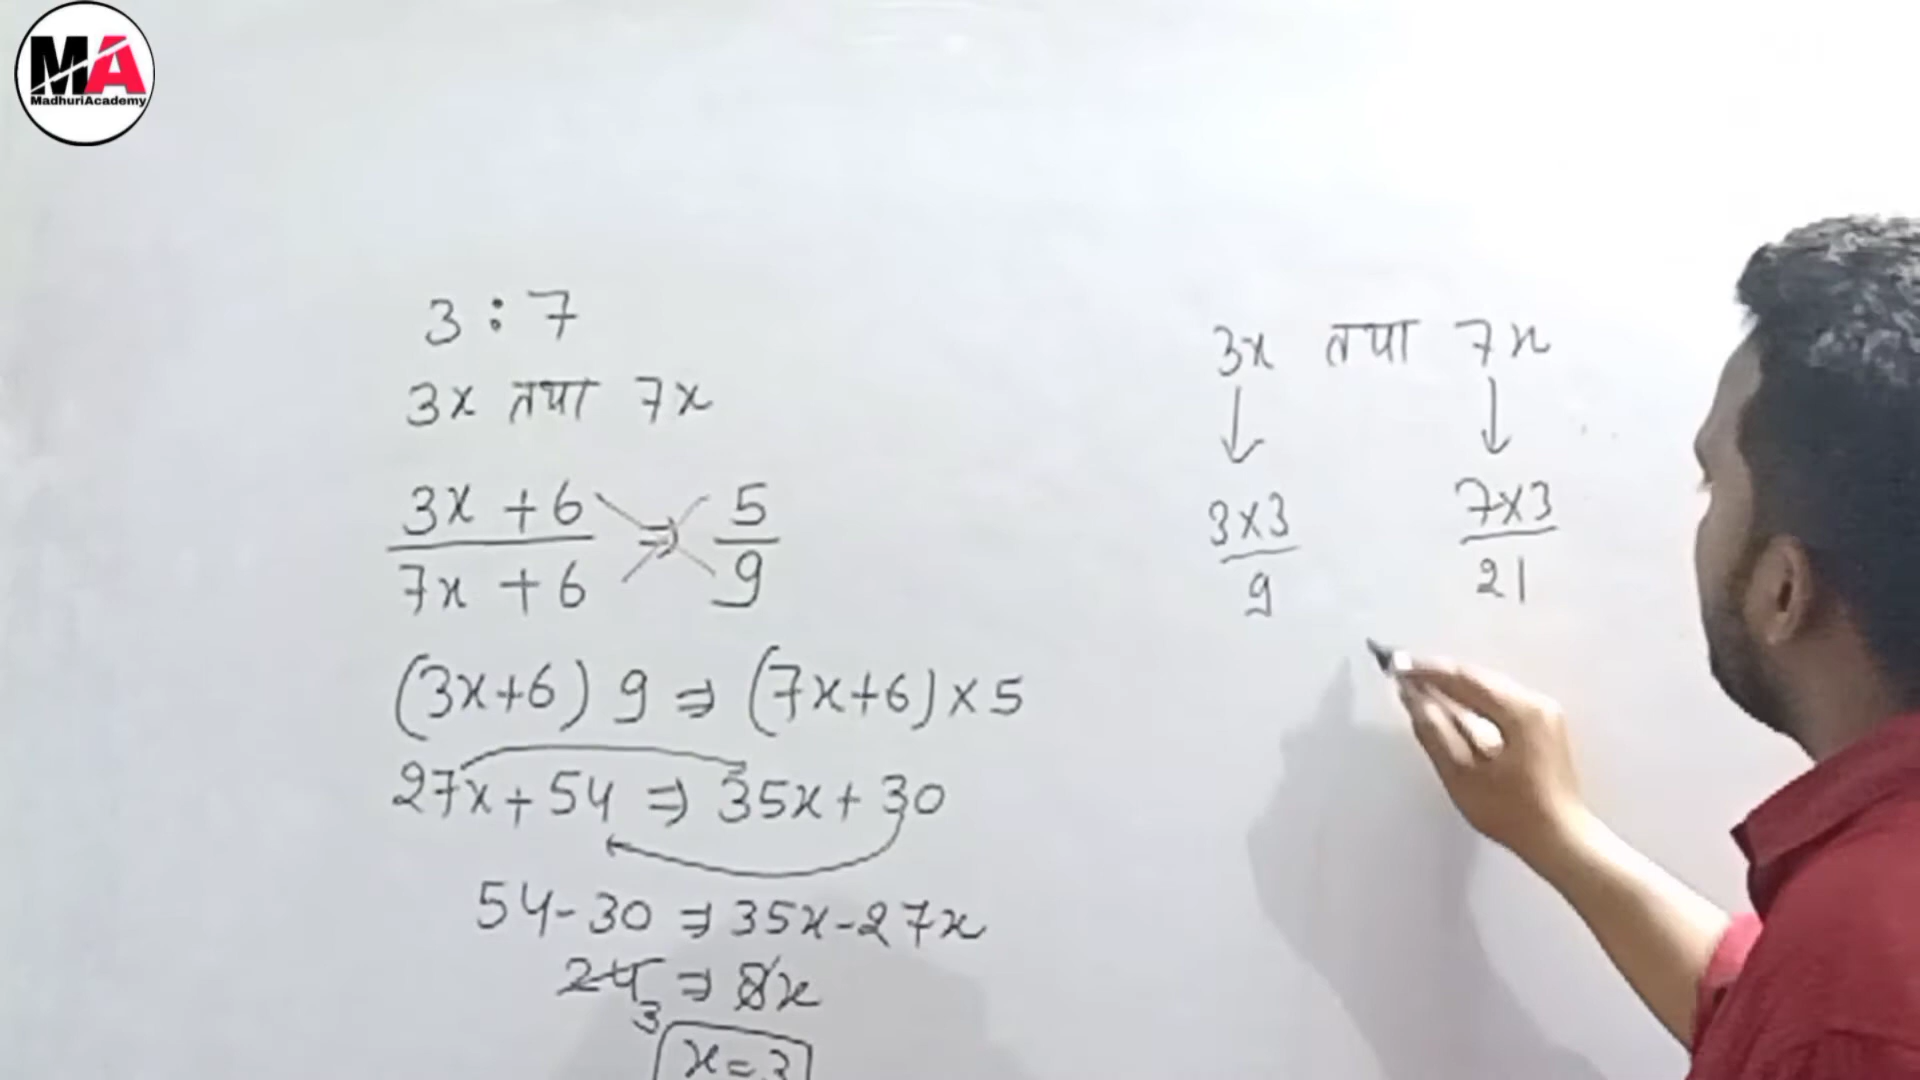 MA
MadhuriAcademy
3 : 7
3x तथा 7x
3x + 6 ⇒ 5
7x + 6 9
(3x+6) 9 ⇒ (7x+6) × 5
27x + 54 ⇒ 35x + 30
54 - 30 ⇒ 35x - 27x
24 ⇒ 8x
3
x = 3
3x तथा 7x
3×3 7×3
9 21